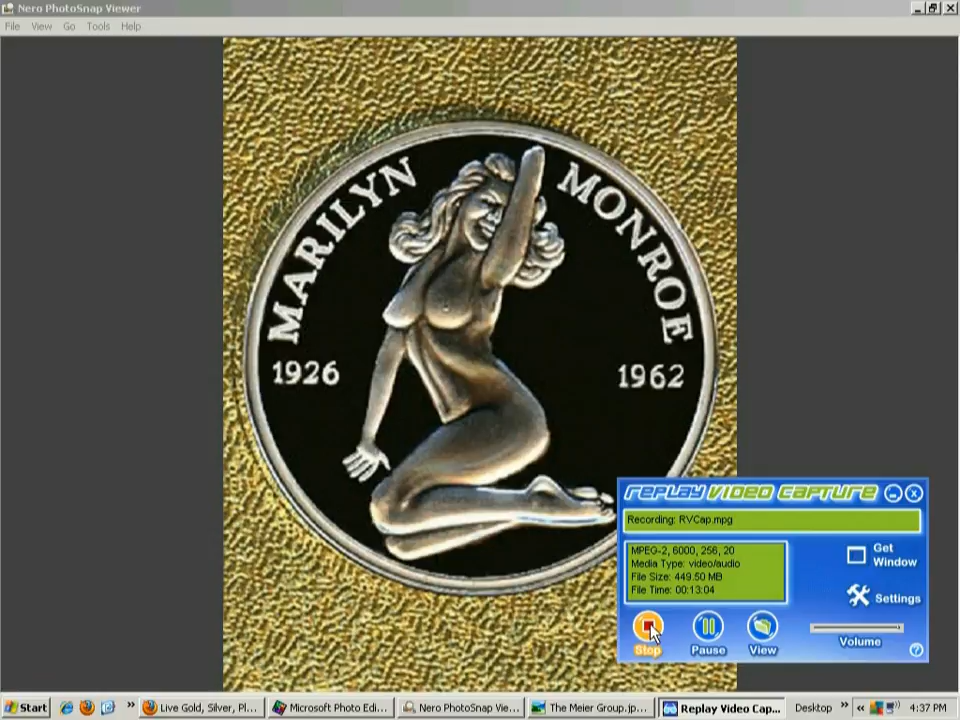 Nero PhotoSnap Viewer
File View Go Tools Help
MARILYN MONROE
1926
1962
REPLAY VIDEO CAPTURE
Recording: RVCap.mpg
MPEG-2, 6000, 256, 20
Media Type: video/audio
File Size: 449.50 MB
File Time: 00:13:04
Get Window
Settings
Stop Pause View
Volume
Start
Live Gold, Silver, Pl...
Microsoft Photo Edi...
Nero PhotoSnap Vie...
The Meier Group.jp...
Replay Video Cap...
Desktop
4:37 PM